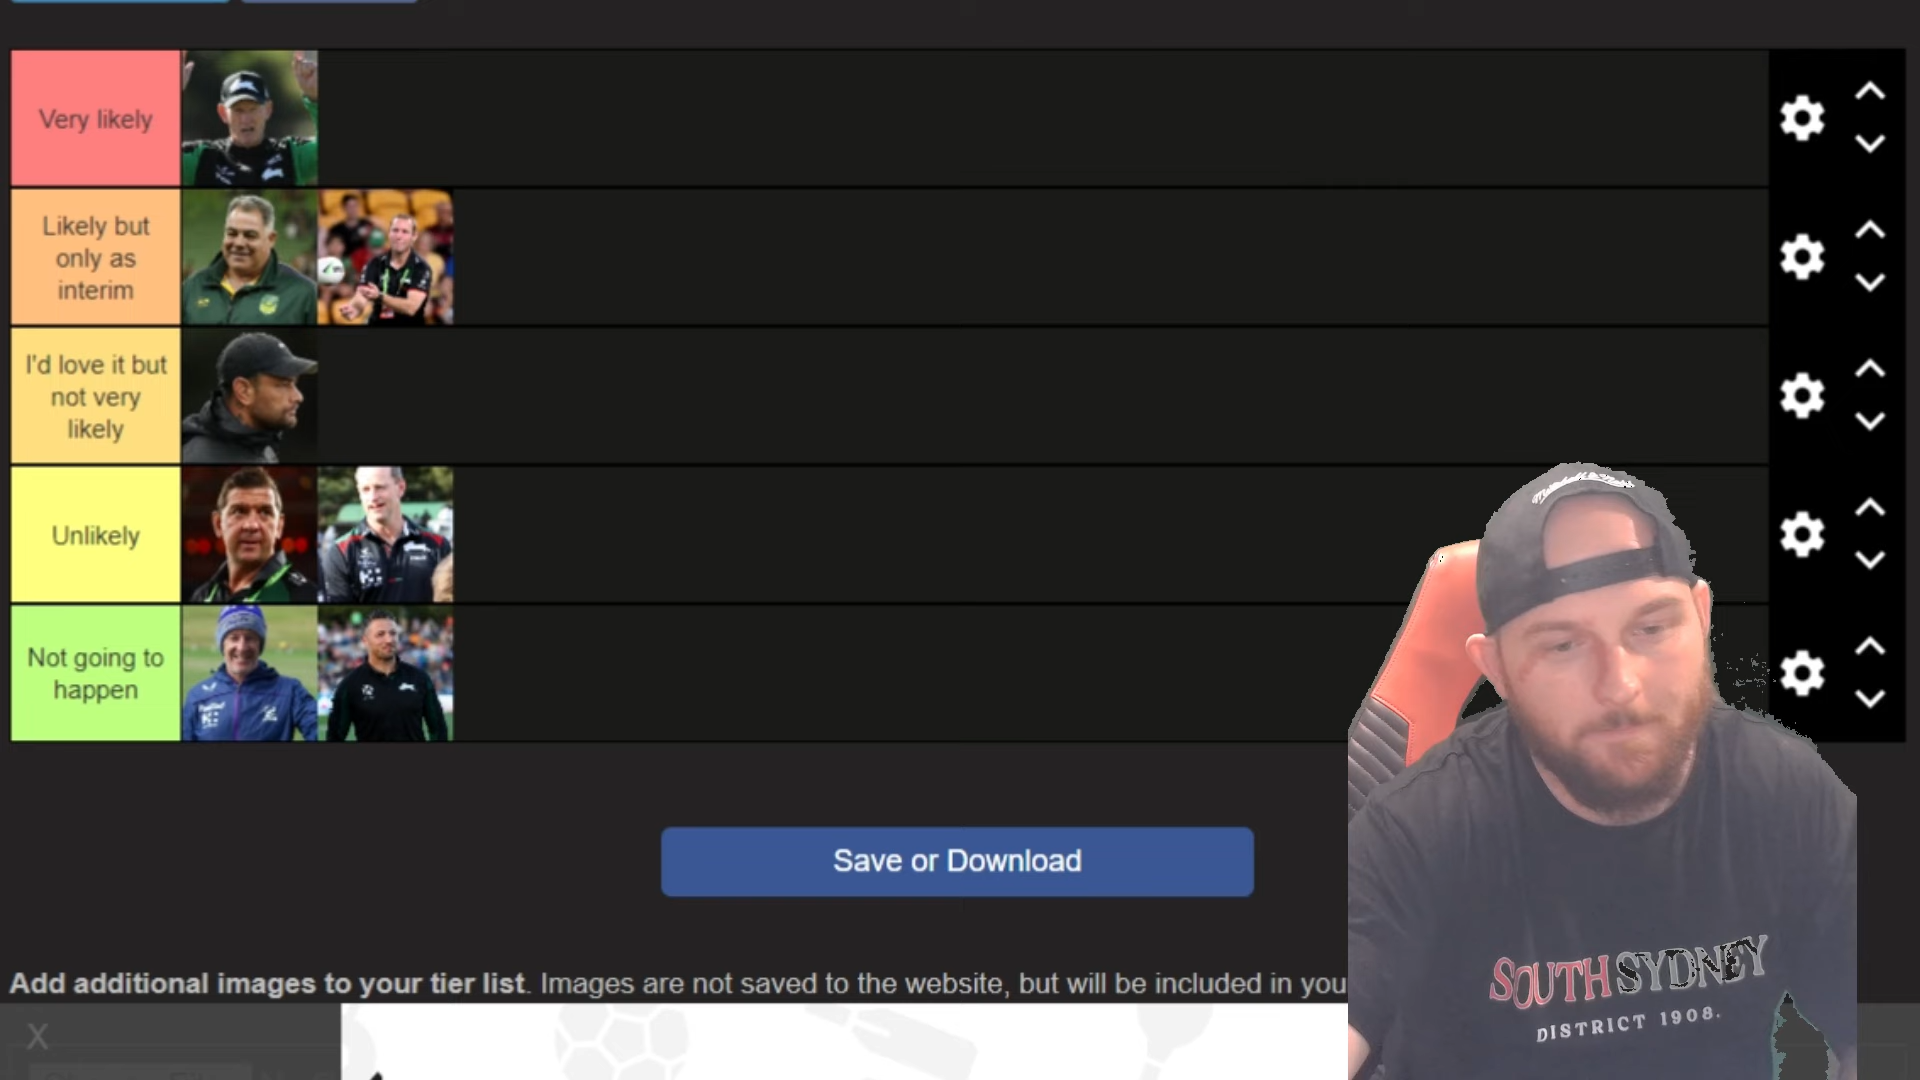 Very likely
Likely but
only as
interim
I'd love it but
not very
likely
Unlikely
Not going to
happen
Save or Download
Add additional images to your tier list. Images are not saved to the website, but will be included in you
X
SOUTH SYDNEY
DISTRICT 1908.